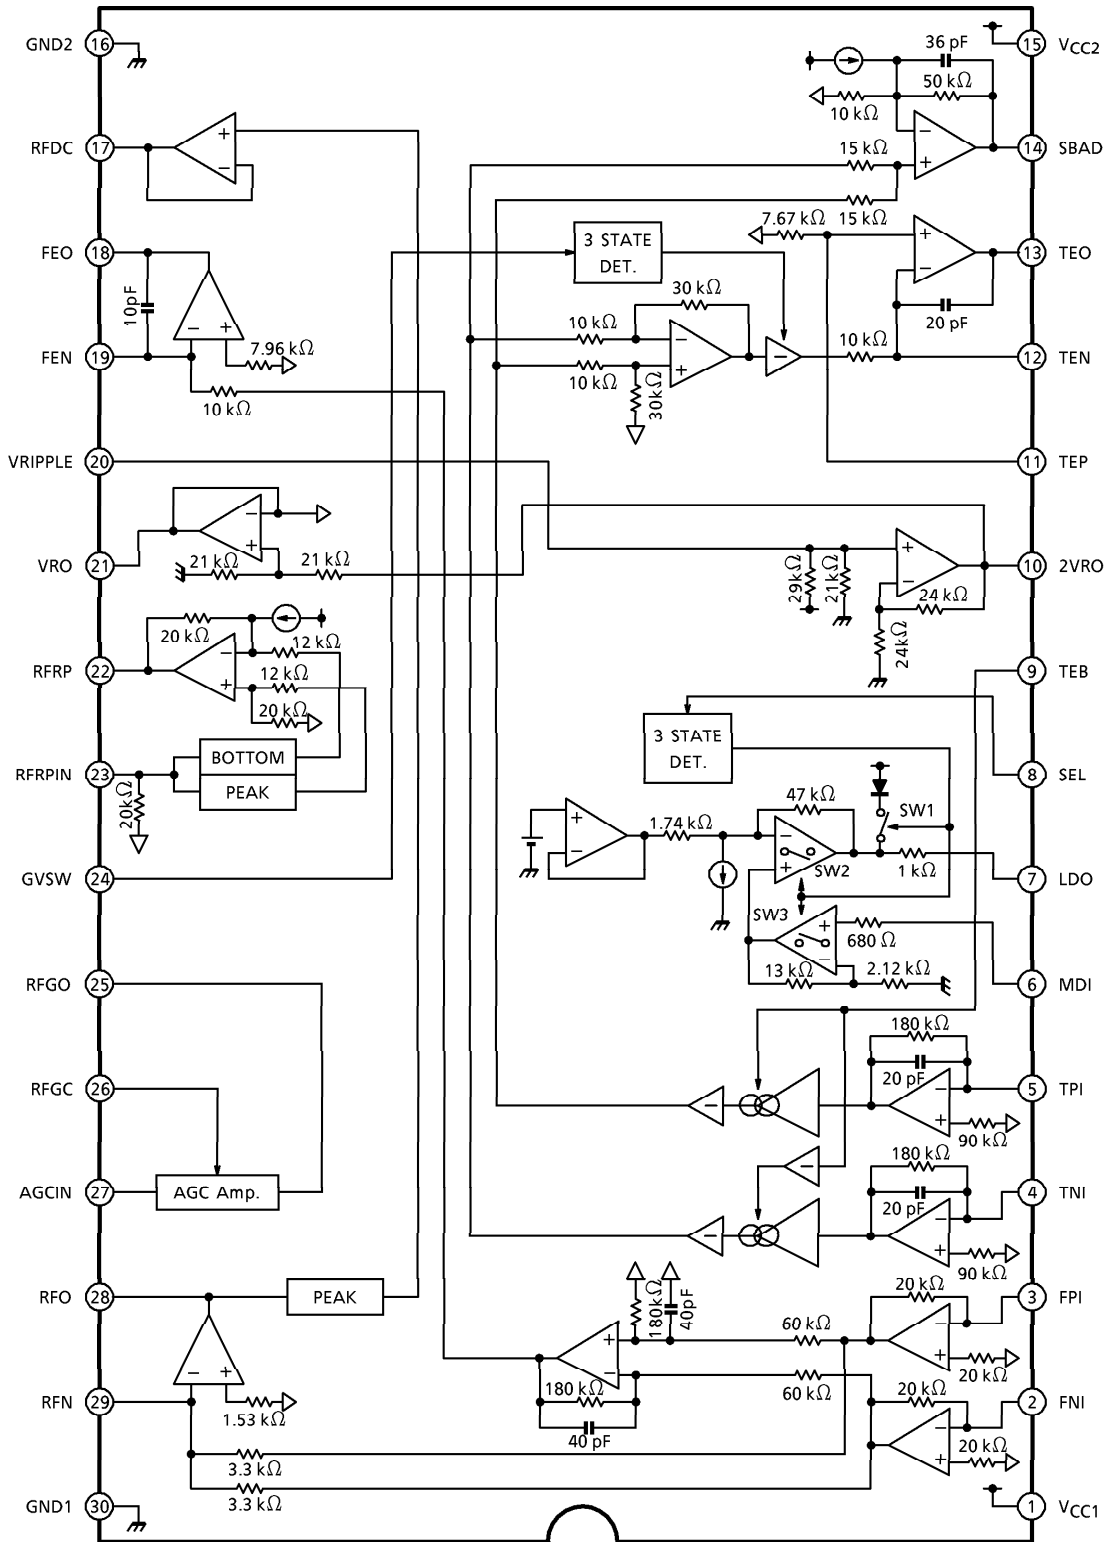 GND2 16
15 VCC2
36 pF
50 kΩ
10 kΩ
RFDC 17
+
−
−
+
14 SBAD
15 kΩ
15 kΩ
7.67 kΩ
FEO 18
3 STATE
DET.
+
−
13 TEO
10pF
30 kΩ
20 pF
− +
7.96 kΩ
10 kΩ
−
+
−
10 kΩ
FEN 19
12 TEN
10 kΩ
10 kΩ
30kΩ
VRIPPLE 20
11 TEP
−
+
VRO 21
21 kΩ
21 kΩ
29kΩ
21kΩ
+
−
10 2VRO
24 kΩ
24kΩ
20 kΩ
12 kΩ
−
+
RFRP 22
12 kΩ
20 kΩ
9 TEB
3 STATE
DET.
BOTTOM
PEAK
RFRPIN 23
20kΩ
8 SEL
47 kΩ
SW1
+
−
1.74 kΩ
−
+
SW2
1 kΩ
GVSW 24
7 LDO
SW3
+
−
680 Ω
13 kΩ
2.12 kΩ
RFGO 25
6 MDI
180 kΩ
20 pF
RFGC 26
−
−
+
5 TPI
90 kΩ
−
180 kΩ
AGCIN 27
AGC Amp.
20 pF
4 TNI
−
−
+
90 kΩ
RFO 28
PEAK
180kΩ
40pF
20 kΩ
3 FPI
+
−
60 kΩ
−
+
20 kΩ
− +
RFN 29
1.53 kΩ
180 kΩ
40 pF
60 kΩ
20 kΩ
2 FNI
−
+
20 kΩ
3.3 kΩ
3.3 kΩ
GND1 30
1 VCC1